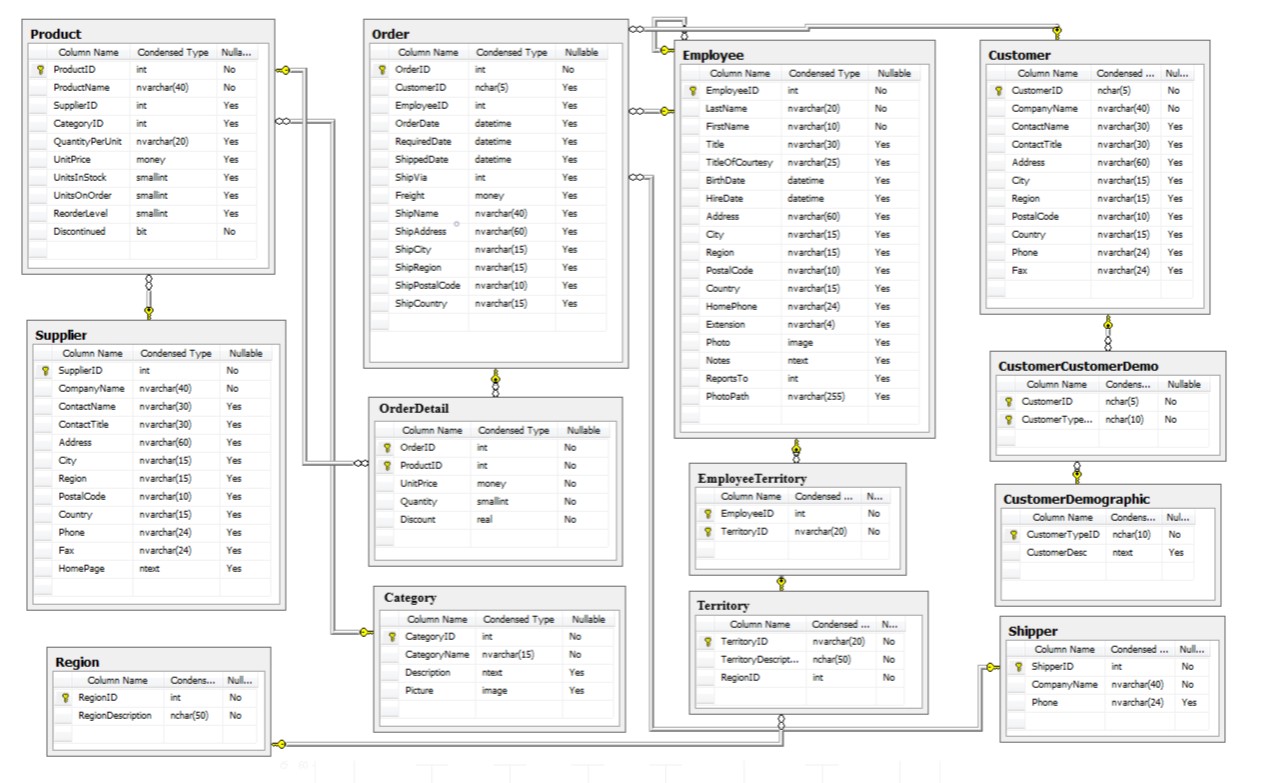 Product
Column Name Condensed Type Nulla...
ProductID int No
ProductName nvarchar(40) No
SupplierID int Yes
CategoryID int Yes
QuantityPerUnit nvarchar(20) Yes
UnitPrice money Yes
UnitsInStock smallint Yes
UnitsOnOrder smallint Yes
ReorderLevel smallint Yes
Discontinued bit No
Order
Column Name Condensed Type Nullable
OrderID int No
CustomerID nchar(5) Yes
EmployeeID int Yes
OrderDate datetime Yes
RequiredDate datetime Yes
ShippedDate datetime Yes
ShipVia int Yes
Freight money Yes
ShipName nvarchar(40) Yes
ShipAddress nvarchar(60) Yes
ShipCity nvarchar(15) Yes
ShipRegion nvarchar(15) Yes
ShipPostalCode nvarchar(10) Yes
ShipCountry nvarchar(15) Yes
Employee
Column Name Condensed Type Nullable
EmployeeID int No
LastName nvarchar(20) No
FirstName nvarchar(10) No
Title nvarchar(30) Yes
TitleOfCourtesy nvarchar(25) Yes
BirthDate datetime Yes
HireDate datetime Yes
Address nvarchar(60) Yes
City nvarchar(15) Yes
Region nvarchar(15) Yes
PostalCode nvarchar(10) Yes
Country nvarchar(15) Yes
HomePhone nvarchar(24) Yes
Extension nvarchar(4) Yes
Photo image Yes
Notes ntext Yes
ReportsTo int Yes
PhotoPath nvarchar(255) Yes
Customer
Column Name Condensed ... Nul...
CustomerID nchar(5) No
CompanyName nvarchar(40) No
ContactName nvarchar(30) Yes
ContactTitle nvarchar(30) Yes
Address nvarchar(60) Yes
City nvarchar(15) Yes
Region nvarchar(15) Yes
PostalCode nvarchar(10) Yes
Country nvarchar(15) Yes
Phone nvarchar(24) Yes
Fax nvarchar(24) Yes
Supplier
Column Name Condensed Type Nullable
SupplierID int No
CompanyName nvarchar(40) No
ContactName nvarchar(30) Yes
ContactTitle nvarchar(30) Yes
Address nvarchar(60) Yes
City nvarchar(15) Yes
Region nvarchar(15) Yes
PostalCode nvarchar(10) Yes
Country nvarchar(15) Yes
Phone nvarchar(24) Yes
Fax nvarchar(24) Yes
HomePage ntext Yes
OrderDetail
Column Name Condensed Type Nullable
OrderID int No
ProductID int No
UnitPrice money No
Quantity smallint No
Discount real No
EmployeeTerritory
Column Name Condensed ... N...
EmployeeID int No
TerritoryID nvarchar(20) No
CustomerCustomerDemo
Column Name Condens... Nullable
CustomerID nchar(5) No
CustomerType... nchar(10) No
CustomerDemographic
Column Name Condens... Nul...
CustomerTypeID nchar(10) No
CustomerDesc ntext Yes
Category
Column Name Condensed Type Nullable
CategoryID int No
CategoryName nvarchar(15) No
Description ntext Yes
Picture image Yes
Territory
Column Name Condensed ... N...
TerritoryID nvarchar(20) No
TerritoryDescript... nchar(50) No
RegionID int No
Shipper
Column Name Condensed ... Null...
ShipperID int No
CompanyName nvarchar(40) No
Phone nvarchar(24) Yes
Region
Column Name Condens... Null...
RegionID int No
RegionDescription nchar(50) No